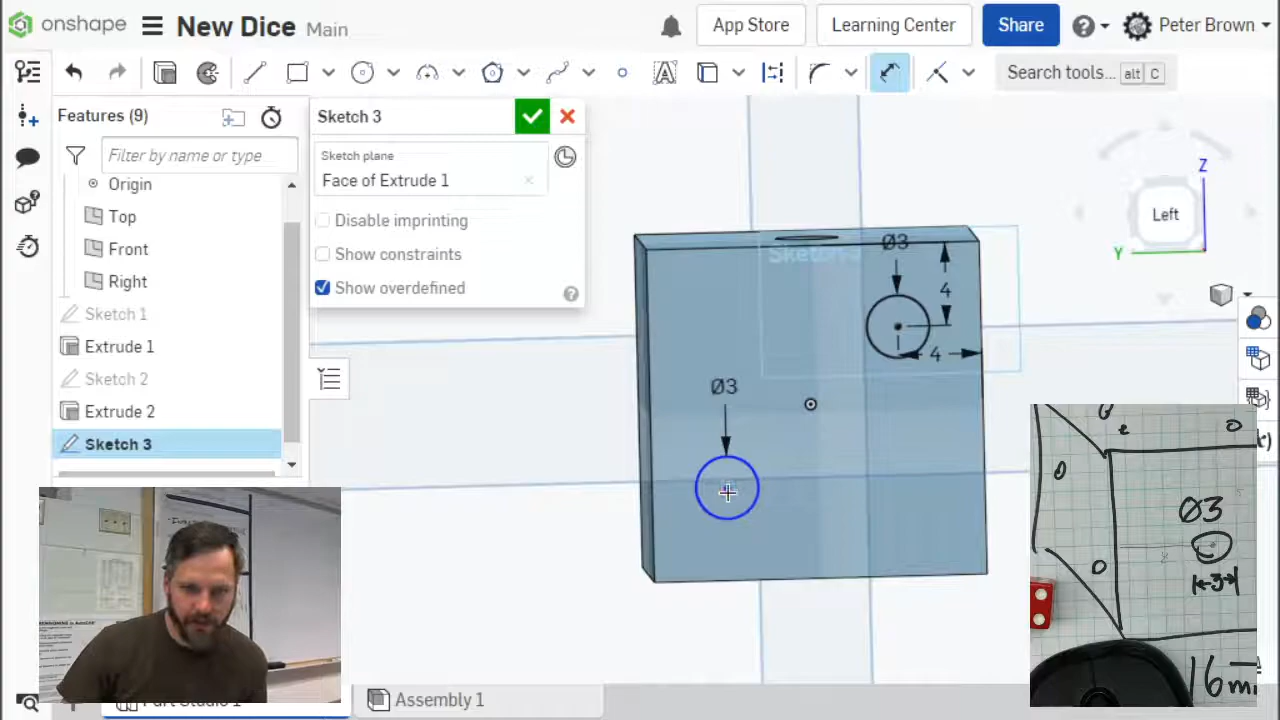 onshape New Dice Main App Store Learning Center Share Peter Brown
Search tools... alt C
Features (9)
Filter by name or type
Origin
Top
Front
Right
Sketch 1
Extrude 1
Sketch 2
Extrude 2
Sketch 3
Sketch 3
Sketch plane
Face of Extrude 1
Disable imprinting
Show constraints
Show overdefined
Sketch 3
Ø3
4
4
Ø3
Z
Left
Y
Ø3
3
16m
Assembly 1